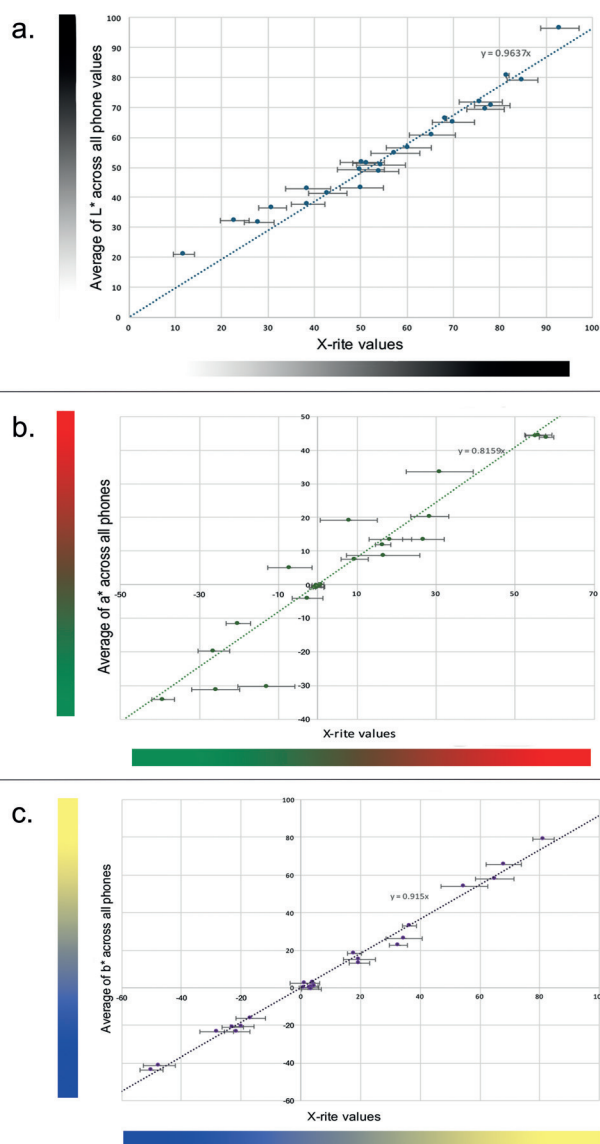 a.
100
90
80
70
60
50
40
30
20
10
0
0 10 20 30 40 50 60 70 80 90 100
y = 0.9637x
Average of L* across all phone values
X-rite values
b.
50
40
30
20
10
0
-10
-20
-30
-40
-50 -30 -10 10 30 50 70
y = 0.8159x
Average of a* across all phones
X-rite values
c.
100
80
60
40
20
0
-20
-40
-60
-60 -40 -20 0 20 40 60 80 100
y = 0.915x
Average of b* across all phones
X-rite values